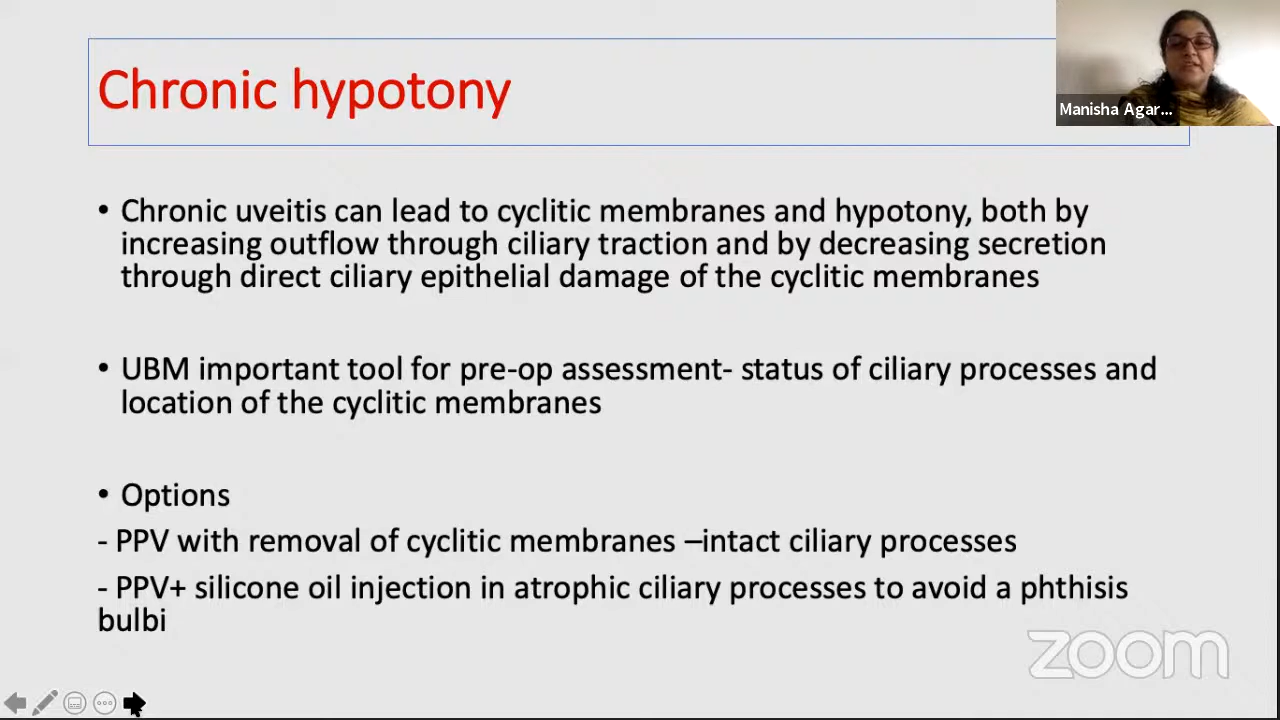 Chronic hypotony
Manisha Agar...
• Chronic uveitis can lead to cyclitic membranes and hypotony, both by
increasing outflow through ciliary traction and by decreasing secretion
through direct ciliary epithelial damage of the cyclitic membranes
• UBM important tool for pre-op assessment- status of ciliary processes and
location of the cyclitic membranes
• Options
- PPV with removal of cyclitic membranes –intact ciliary processes
- PPV+ silicone oil injection in atrophic ciliary processes to avoid a phthisis
bulbi
zoom